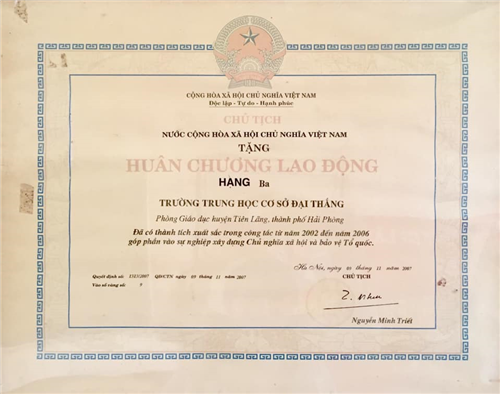 CỘNG HÒA XÃ HỘI CHỦ NGHĨA VIỆT NAM
Độc lập - Tự do - Hạnh phúc
CHỦ TỊCH
NƯỚC CỘNG HÒA XÃ HỘI CHỦ NGHĨA VIỆT NAM
TẶNG
HUÂN CHƯƠNG LAO ĐỘNG
HẠNG Ba
TRƯỜNG TRUNG HỌC CƠ SỞ ĐẠI THẮNG
Phòng Giáo dục huyện Tiên Lãng, thành phố Hải Phòng
Đã có thành tích xuất sắc trong công tác từ năm 2002 đến năm 2006
góp phần vào sự nghiệp xây dựng Chủ nghĩa xã hội và bảo vệ Tổ quốc.
Hà Nội, ngày tháng 11 năm 2007
Quyết định số: QĐ/CTN ngày tháng 11 năm 2007
CHỦ TỊCH
Vào sổ vàng số:
Nguyễn Minh Triết